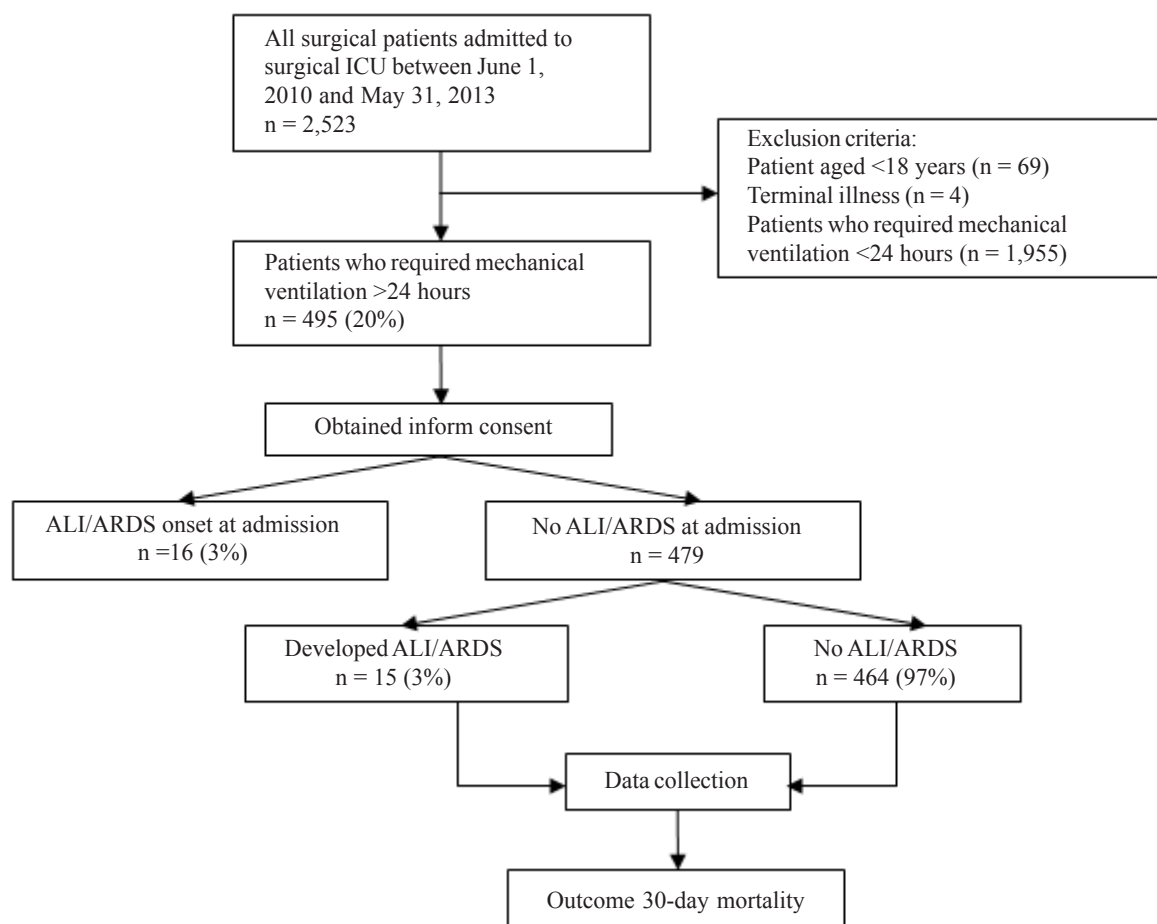 All surgical patients admitted to
surgical ICU between June 1,
2010 and May 31, 2013
n = 2,523
Exclusion criteria:
Patient aged <18 years (n = 69)
Terminal illness (n = 4)
Patients who required mechanical
ventilation <24 hours (n = 1,955)
Patients who required mechanical
ventilation >24 hours
n = 495 (20%)
Obtained inform consent
ALI/ARDS onset at admission
n =16 (3%)
No ALI/ARDS at admission
n = 479
Developed ALI/ARDS
n = 15 (3%)
No ALI/ARDS
n = 464 (97%)
Data collection
Outcome 30-day mortality